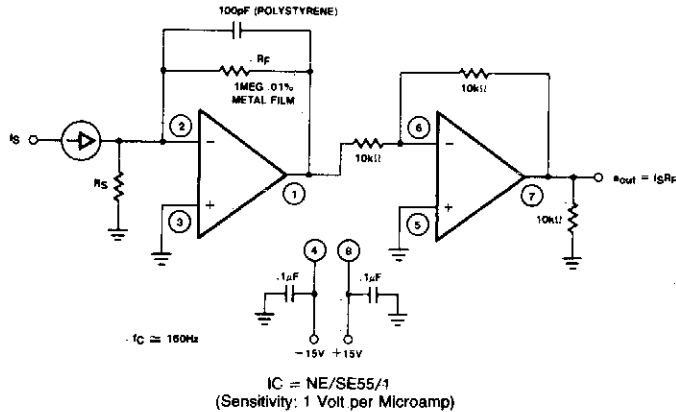 100pF (POLYSTYRENE)
RF
1MEG .01%
METAL FILM
IS
RS
2
3
1
10kΩ
10kΩ
6
5
7
eout = ISRF
10kΩ
4
8
.1μF
.1μF
fC ≃ 160Hz
-15V +15V
IC = NE/SE55/1
(Sensitivity: 1 Volt per Microamp)